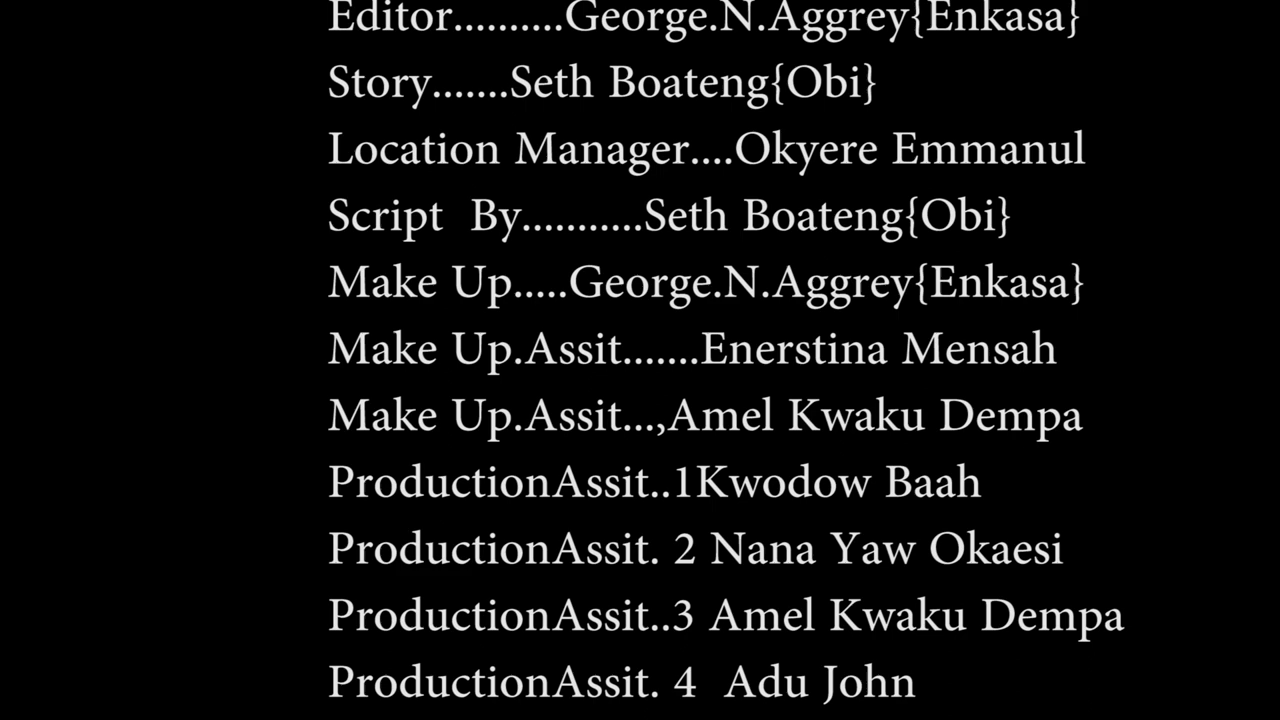 Editor..........George.N.Aggrey{Enkasa}
Story.......Seth Boateng{Obi}
Location Manager....Okyere Emmanul
Script  By...........Seth Boateng{Obi}
Make Up.....George.N.Aggrey{Enkasa}
Make Up.Assit.......Enerstina Mensah
Make Up.Assit...,Amel Kwaku Dempa
ProductionAssit..1Kwodow Baah
ProductionAssit. 2 Nana Yaw Okaesi
ProductionAssit..3 Amel Kwaku Dempa
ProductionAssit. 4  Adu John